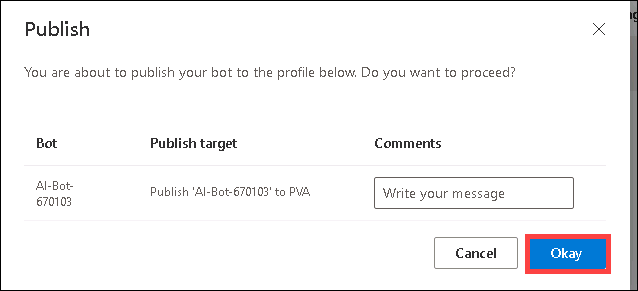 Publish
You are about to publish your bot to the profile below. Do you want to proceed?
Bot Publish target Comments
AI-Bot-
670103
Publish 'AI-Bot-670103' to PVA
Write your message
Cancel Okay